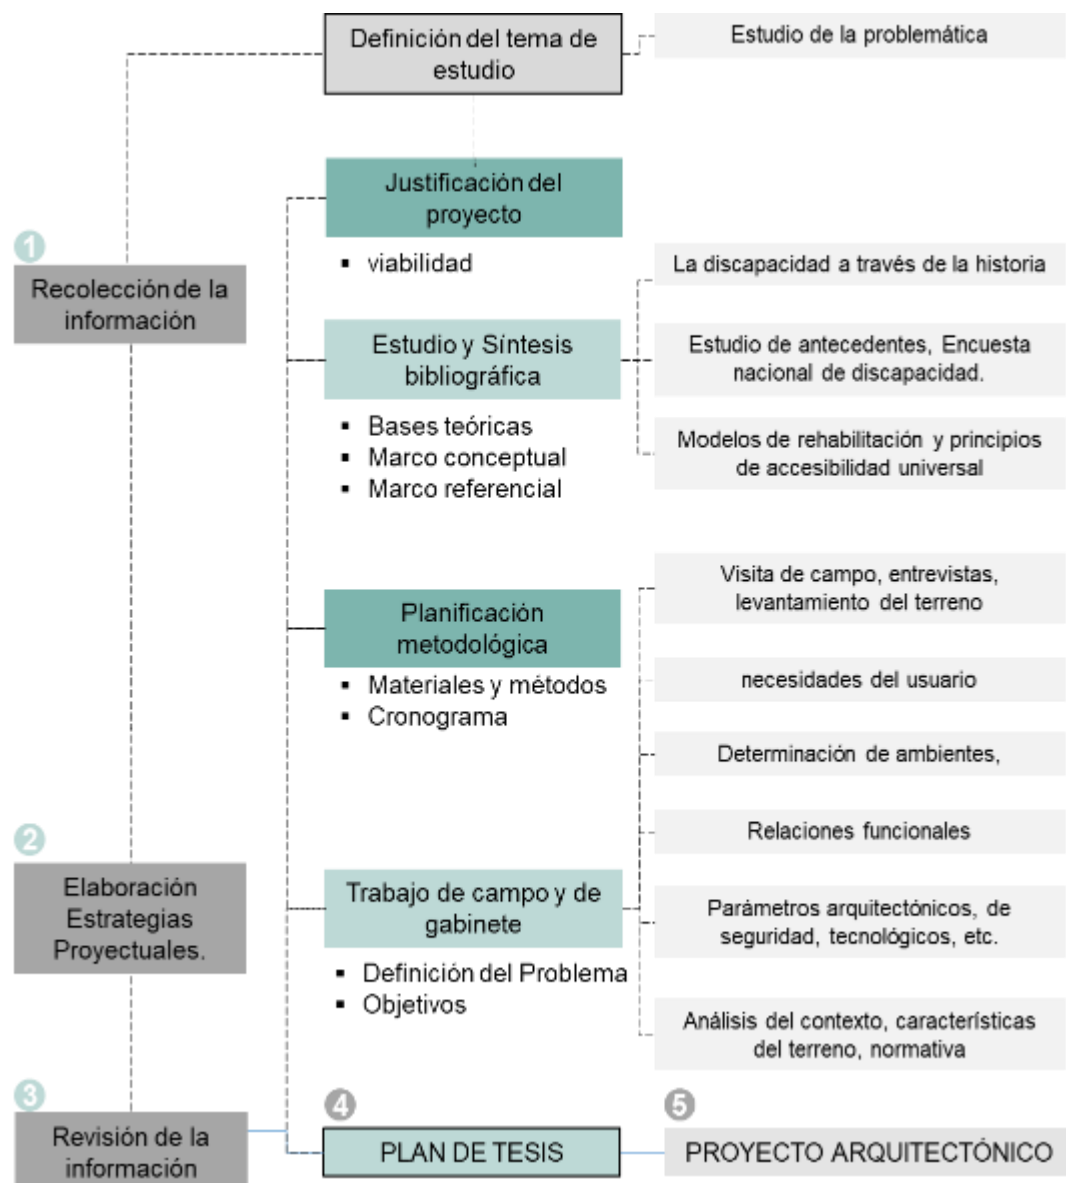 Definición del tema de
estudio
Estudio de la problemática
Justificación del
proyecto
▪ viabilidad
1
Recolección de la
información
La discapacidad a través de la historia
Estudio y Síntesis
bibliográfica
Estudio de antecedentes, Encuesta
nacional de discapacidad.
▪ Bases teóricas
▪ Marco conceptual
▪ Marco referencial
Modelos de rehabilitación y principios
de accesibilidad universal
Visita de campo, entrevistas,
levantamiento del terreno
Planificación
metodológica
▪ Materiales y métodos
▪ Cronograma
necesidades del usuario
Determinación de ambientes,
Relaciones funcionales
2
Elaboración
Estrategias
Proyectuales.
Trabajo de campo y de
gabinete
▪ Definición del Problema
▪ Objetivos
Parámetros arquitectónicos, de
seguridad, tecnológicos, etc.
Análisis del contexto, características
del terreno, normativa
3
Revisión de la
información
4
PLAN DE TESIS
5
PROYECTO ARQUITECTÓNICO